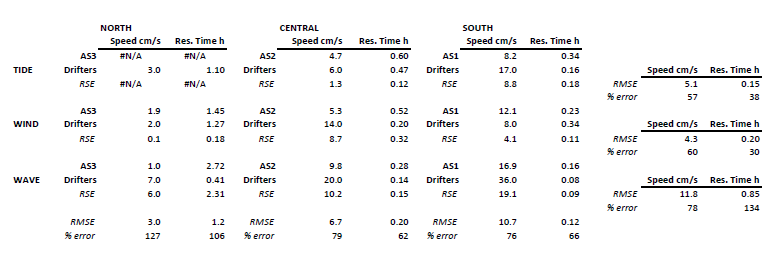 NORTH CENTRAL SOUTH
Speed cm/s Res. Time h Speed cm/s Res. Time h Speed cm/s Res. Time h
AS3 #N/A #N/A AS2 4.7 0.60 AS1 8.2 0.34
TIDE Drifters 3.0 1.10 Drifters 6.0 0.47 Drifters 17.0 0.16 Speed cm/s Res. Time h
RSE #N/A #N/A RSE 1.3 0.12 RSE 8.8 0.18 RMSE 5.1 0.15
% error 57 38
AS3 1.9 1.45 AS2 5.3 0.52 AS1 12.1 0.23
WIND Drifters 2.0 1.27 Drifters 14.0 0.20 Drifters 8.0 0.34 Speed cm/s Res. Time h
RSE 0.1 0.18 RSE 8.7 0.32 RSE 4.1 0.11 RMSE 4.3 0.20
% error 60 30
AS3 1.0 2.72 AS2 9.8 0.28 AS1 16.9 0.16
WAVE Drifters 7.0 0.41 Drifters 20.0 0.14 Drifters 36.0 0.08 Speed cm/s Res. Time h
RSE 6.0 2.31 RSE 10.2 0.15 RSE 19.1 0.09 RMSE 11.8 0.85
% error 78 134
RMSE 3.0 1.2 RMSE 6.7 0.20 RMSE 10.7 0.12
% error 127 106 % error 79 62 % error 76 66